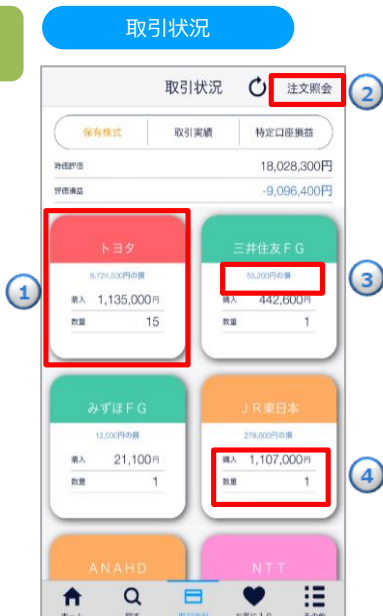 取引状況
取引状況
注文照会
②
保有株式
取引実績
特定口座損益
時価評価
18,028,300円
評価損益
-9,096,400円
トヨタ
6,724,500円の損
購入 1,135,000円
数量 15
①
三井住友FG
55,200円の損
購入 442,600円
数量 1
③
みずほFG
12,000円の損
購入 21,100円
数量 1
JR東日本
278,600円の損
購入 1,107,000円
数量 1
④
ANAHD
NTT